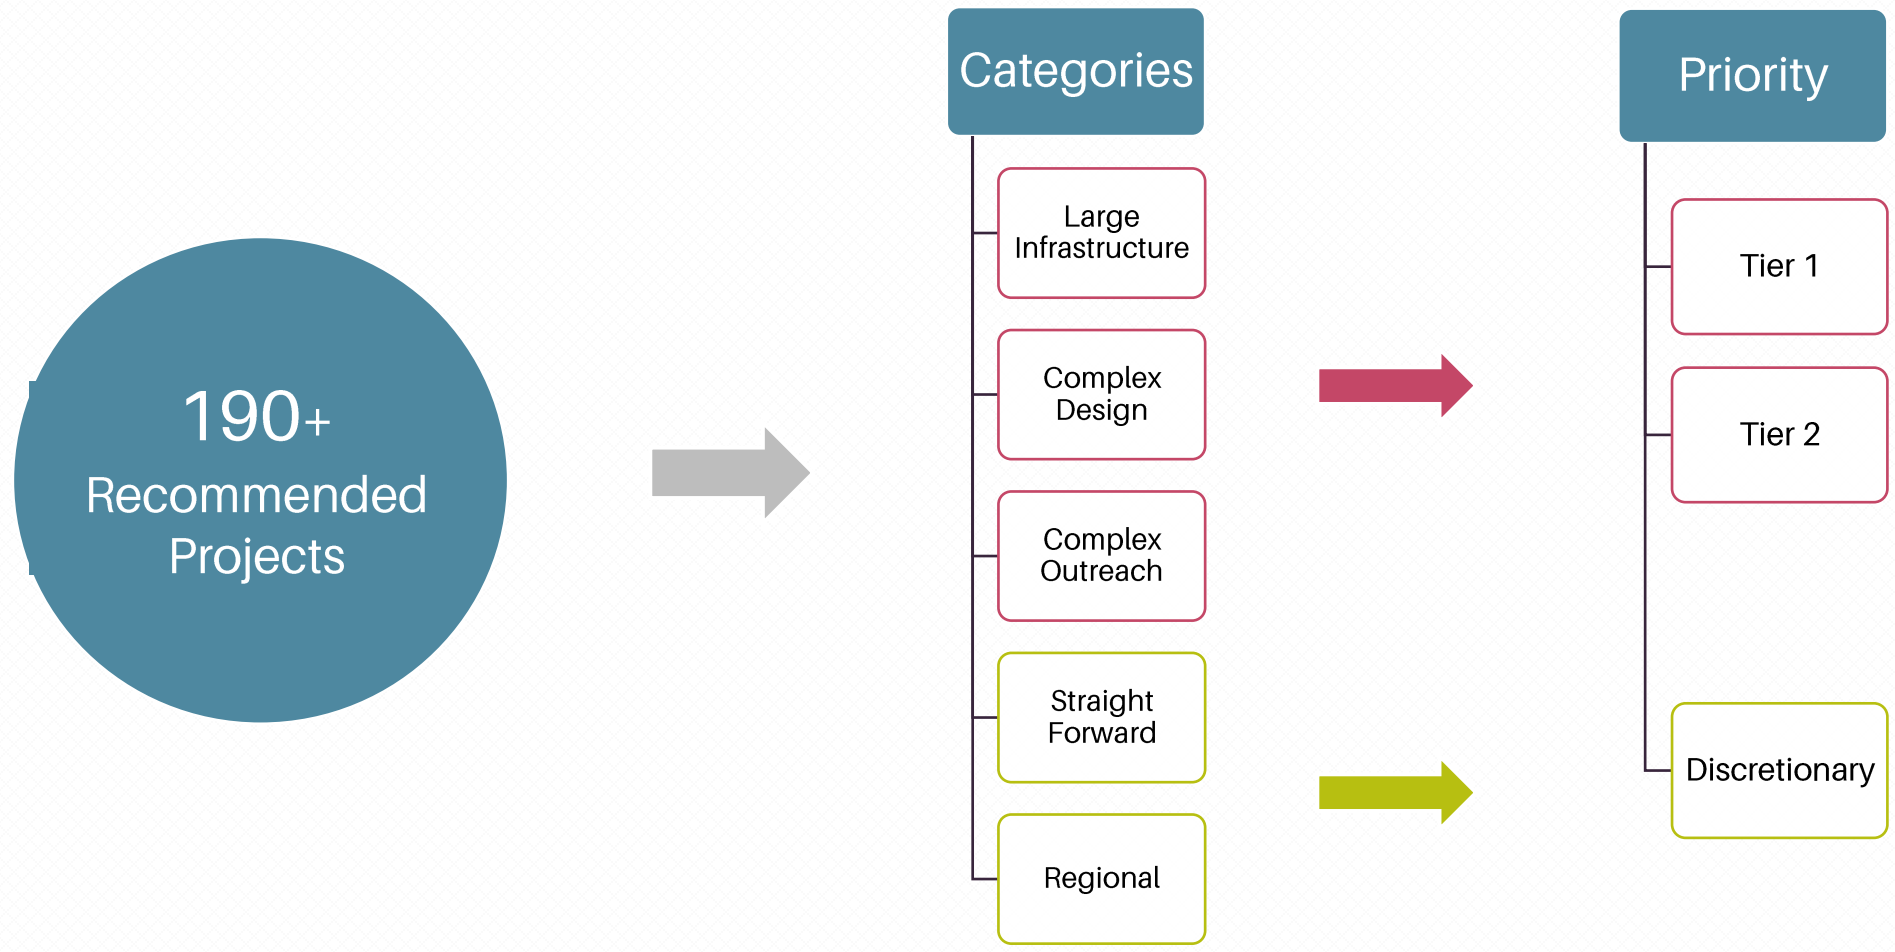 190+
Recommended
Projects
Categories
Large
Infrastructure
Complex
Design
Complex
Outreach
Straight
Forward
Regional
Priority
Tier 1
Tier 2
Discretionary